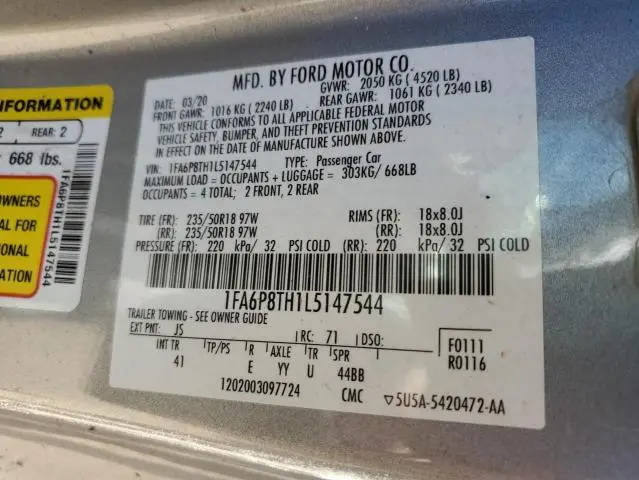 INFORMATION
2 REAR: 2
668 lbs.
OWNERS
AL FOR
IONAL
ATION
1FA6P8TH1L5147544
MFD. BY FORD MOTOR CO.
DATE: 03/20 GVWR: 2050 KG ( 4520 LB)
FRONT GAWR: 1016 KG ( 2240 LB) REAR GAWR: 1061 KG ( 2340 LB)
THIS VEHICLE CONFORMS TO ALL APPLICABLE FEDERAL MOTOR
VEHICLE SAFETY, BUMPER, AND THEFT PREVENTION STANDARDS
IN EFFECT ON THE DATE OF MANUFACTURE SHOWN ABOVE.
VIN: 1FA6P8TH1L5147544 TYPE: Passenger Car
MAXIMUM LOAD = OCCUPANTS + LUGGAGE = 303KG/ 668LB
OCCUPANTS = 4 TOTAL; 2 FRONT, 2 REAR
TIRE (FR): 235/50R18 97W RIMS (FR): 18x8.0J
(RR): 235/50R18 97W (RR): 18x8.0J
PRESSURE (FR): 220 kPa/ 32 PSI COLD (RR): 220 kPa/ 32 PSI COLD
1FA6P8TH1L5147544
TRAILER TOWING - SEE OWNER GUIDE
EXT PNT: JS RC: 71 DSO: F0111
R0116
INT TR TP/PS R AXLE TR SPR
41 E YY U 44BB
1202003097724 CMC ▽5U5A-5420472-AA